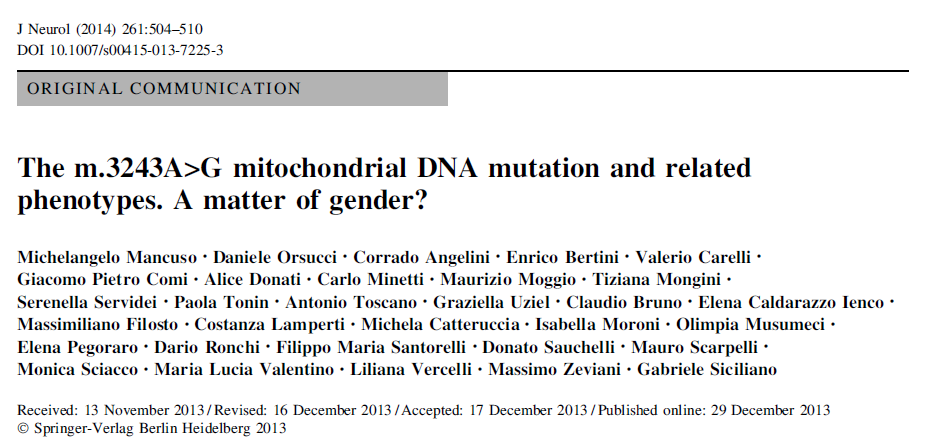 J Neurol (2014) 261:504–510
DOI 10.1007/s00415-013-7225-3
ORIGINAL COMMUNICATION
The m.3243A>G mitochondrial DNA mutation and related
phenotypes. A matter of gender?
Michelangelo Mancuso · Daniele Orsucci · Corrado Angelini · Enrico Bertini · Valerio Carelli ·
Giacomo Pietro Comi · Alice Donati · Carlo Minetti · Maurizio Moggio · Tiziana Mongini ·
Serenella Servidei · Paola Tonin · Antonio Toscano · Graziella Uziel · Claudio Bruno · Elena Caldarazzo Ienco ·
Massimiliano Filosto · Costanza Lamperti · Michela Catteruccia · Isabella Moroni · Olimpia Musumeci ·
Elena Pegoraro · Dario Ronchi · Filippo Maria Santorelli · Donato Sauchelli · Mauro Scarpelli ·
Monica Sciacco · Maria Lucia Valentino · Liliana Vercelli · Massimo Zeviani · Gabriele Siciliano
Received: 13 November 2013 / Revised: 16 December 2013 / Accepted: 17 December 2013 / Published online: 29 December 2013
© Springer-Verlag Berlin Heidelberg 2013